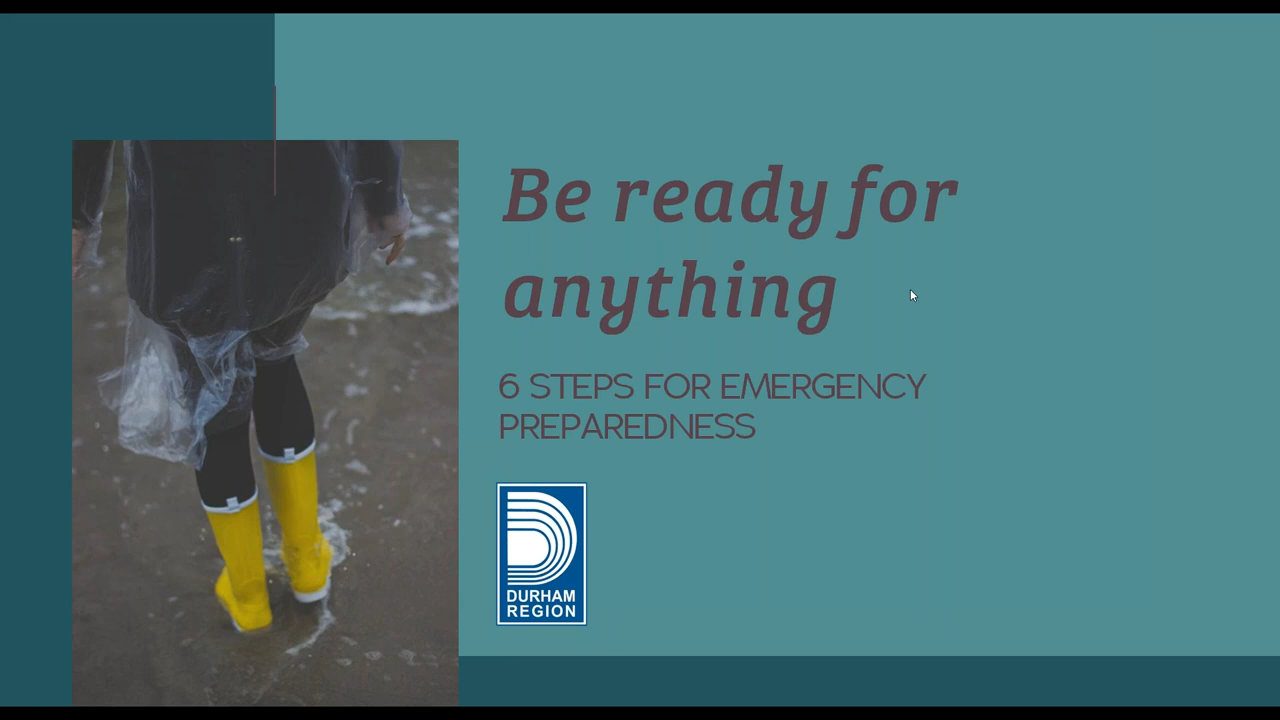 Be ready for
anything
6 STEPS FOR EMERGENCY
PREPAREDNESS
DURHAM
REGION